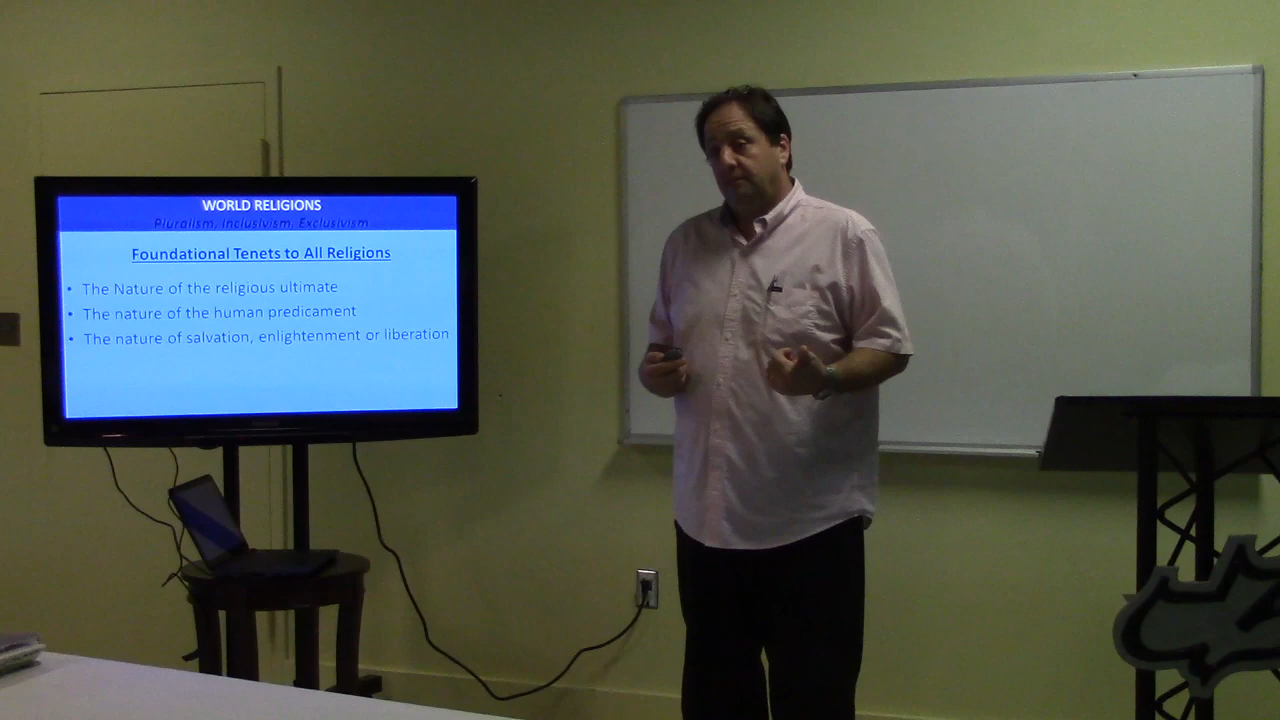 WORLD RELIGIONS
Pluralism, Inclusivism, Exclusivism
Foundational Tenets to All Religions
• The Nature of the religious ultimate
• The nature of the human predicament
• The nature of salvation, enlightenment or liberation